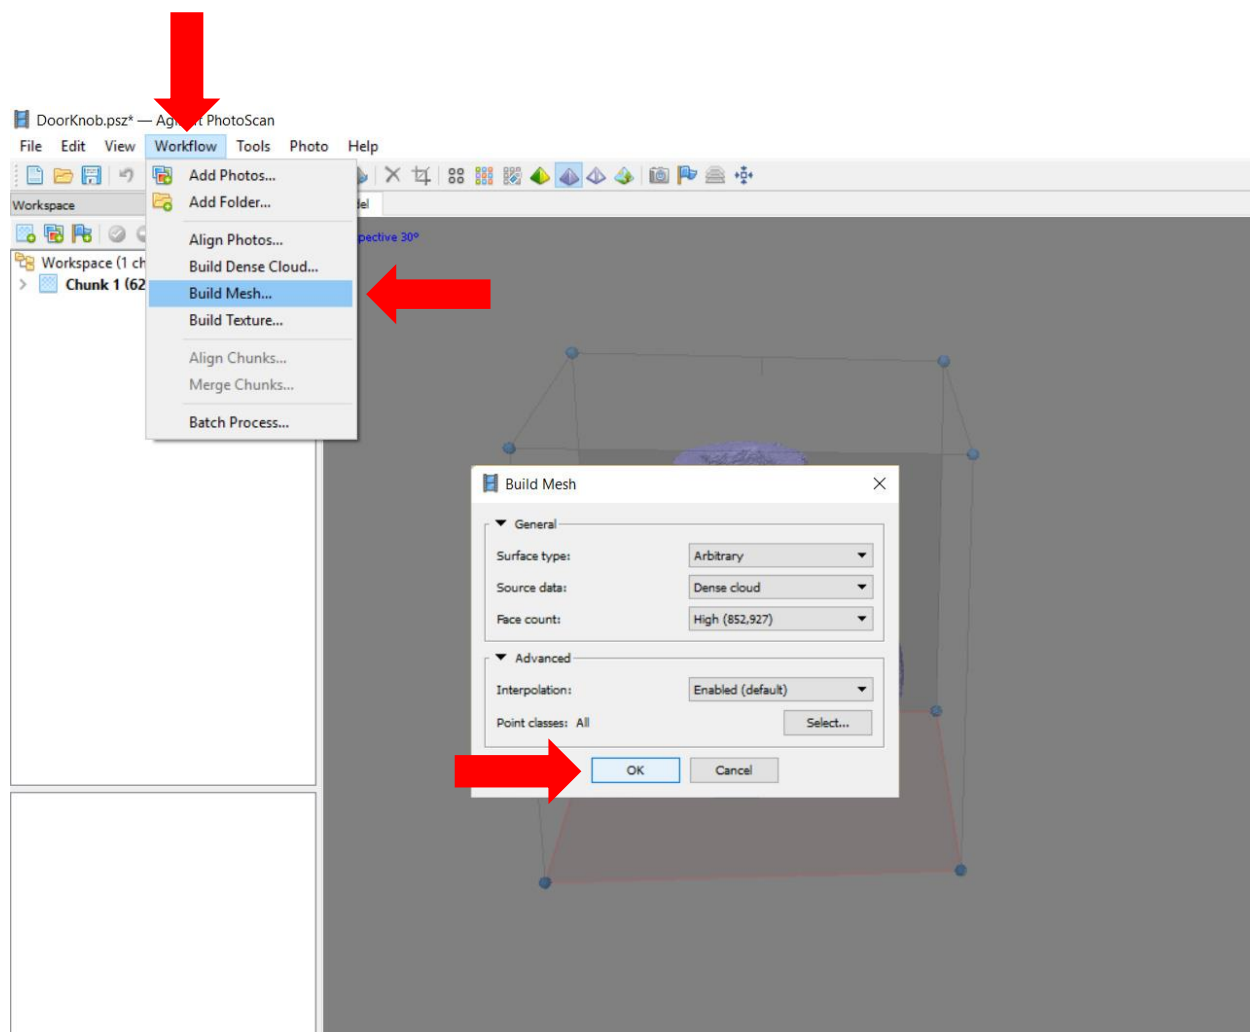 DoorKnob.psz* — Ag t PhotoScan
File Edit View Workflow Tools Photo Help
Add Photos...
Workspace
Add Folder...
Align Photos...
pective 30°
Workspace (1 ch
Build Dense Cloud...
Chunk 1 (62
Build Mesh...
Build Texture...
Align Chunks...
Merge Chunks...
Batch Process...
Build Mesh
General
Surface type: Arbitrary
Source data: Dense cloud
Face count: High (852,927)
Advanced
Interpolation: Enabled (default)
Point classes: All Select...
OK Cancel